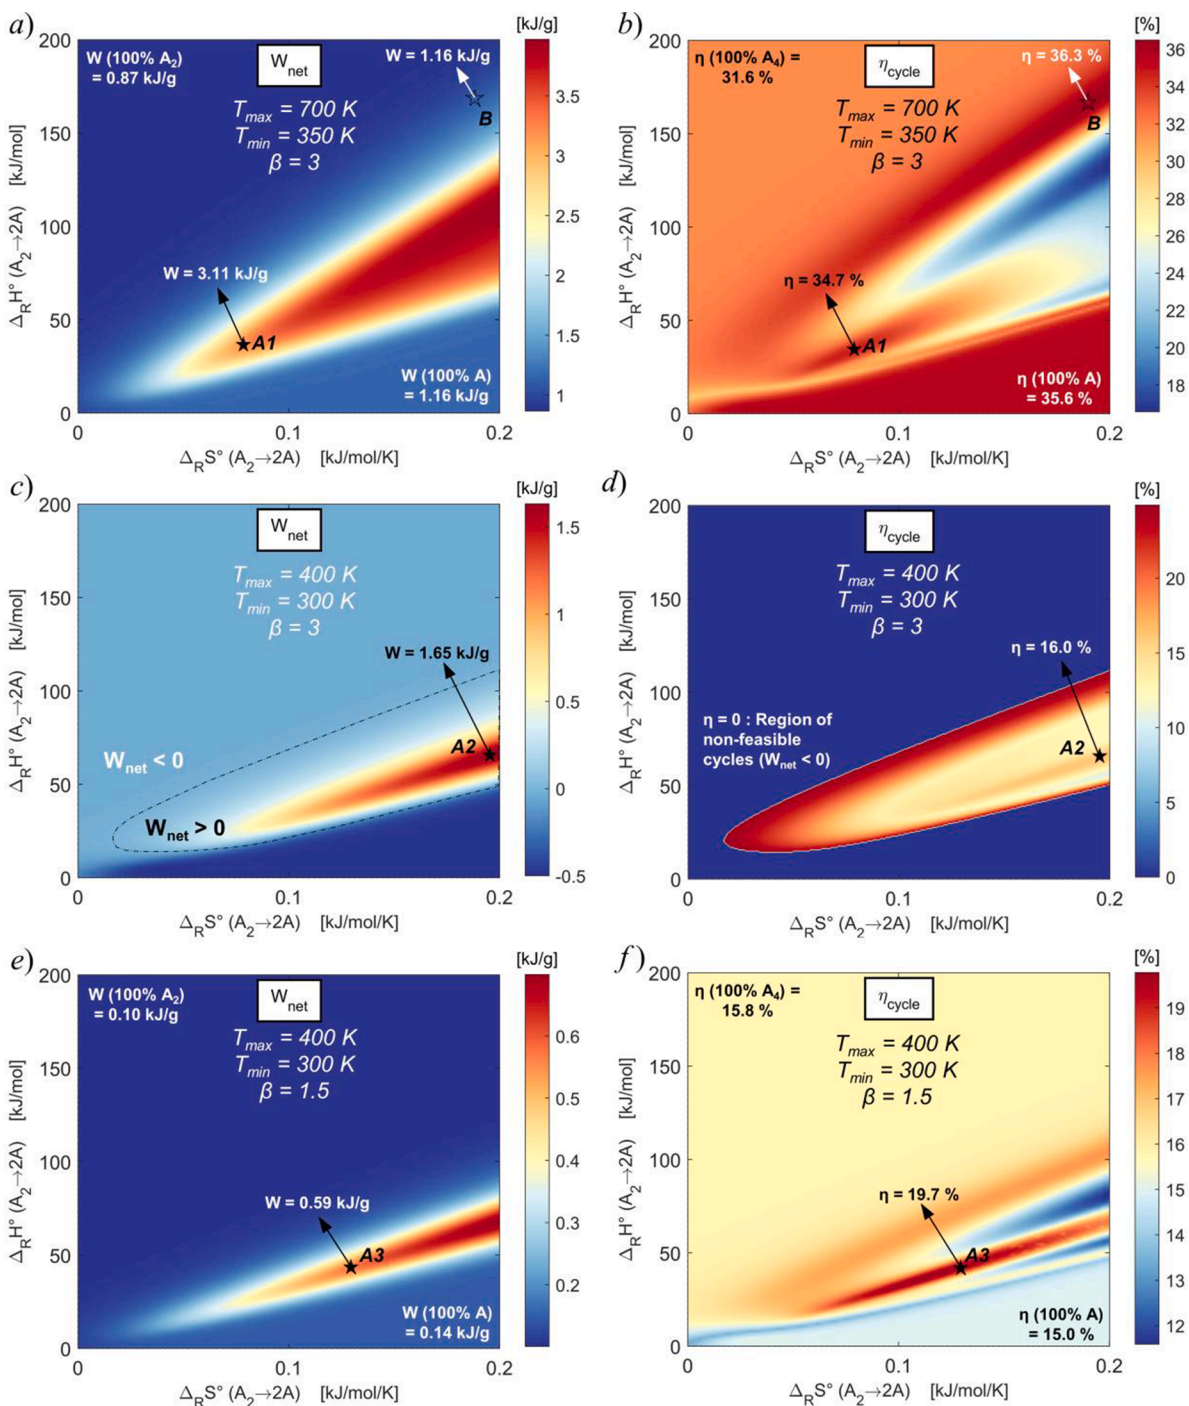 a)
[kJ/g]
W (100% A2)
= 0.87 kJ/g
Wnet
W = 1.16 kJ/g
Tmax = 700 K
Tmin = 350 K
β = 3
B
W = 3.11 kJ/g
A1
W (100% A)
= 1.16 kJ/g
200
150
100
50
0
0
0.1
0.2
3.5
3
2.5
2
1.5
1
ΔRH° (A2→2A) [kJ/mol]
ΔRS° (A2→2A) [kJ/mol/K]
b)
[%]
η (100% A4) =
31.6 %
ηcycle
η = 36.3 %
Tmax = 700 K
Tmin = 350 K
β = 3
B
η = 34.7 %
A1
η (100% A)
= 35.6 %
200
150
100
50
0
0
0.1
0.2
36
34
32
30
28
26
24
22
20
18
ΔRH° (A2→2A) [kJ/mol]
ΔRS° (A2→2A) [kJ/mol/K]
c)
[kJ/g]
Wnet
Tmax = 400 K
Tmin = 300 K
β = 3
W = 1.65 kJ/g
A2
Wnet < 0
Wnet > 0
200
150
100
50
0
0
0.1
0.2
1.5
1
0.5
0
-0.5
ΔRH° (A2→2A) [kJ/mol]
ΔRS° (A2→2A) [kJ/mol/K]
d)
[%]
ηcycle
Tmax = 400 K
Tmin = 300 K
β = 3
η = 16.0 %
A2
η = 0 : Region of
non-feasible
cycles (Wnet < 0)
200
150
100
50
0
0
0.1
0.2
20
15
10
5
0
ΔRH° (A2→2A) [kJ/mol]
ΔRS° (A2→2A) [kJ/mol/K]
e)
[kJ/g]
W (100% A2)
= 0.10 kJ/g
Wnet
Tmax = 400 K
Tmin = 300 K
β = 1.5
W = 0.59 kJ/g
A3
W (100% A)
= 0.14 kJ/g
200
150
100
50
0
0
0.1
0.2
0.6
0.5
0.4
0.3
0.2
ΔRH° (A2→2A) [kJ/mol]
ΔRS° (A2→2A) [kJ/mol/K]
f)
[%]
η (100% A4) =
15.8 %
ηcycle
Tmax = 400 K
Tmin = 300 K
β = 1.5
η = 19.7 %
A3
η (100% A)
= 15.0 %
200
150
100
50
0
0
0.1
0.2
19
18
17
16
15
14
13
12
ΔRH° (A2→2A) [kJ/mol]
ΔRS° (A2→2A) [kJ/mol/K]